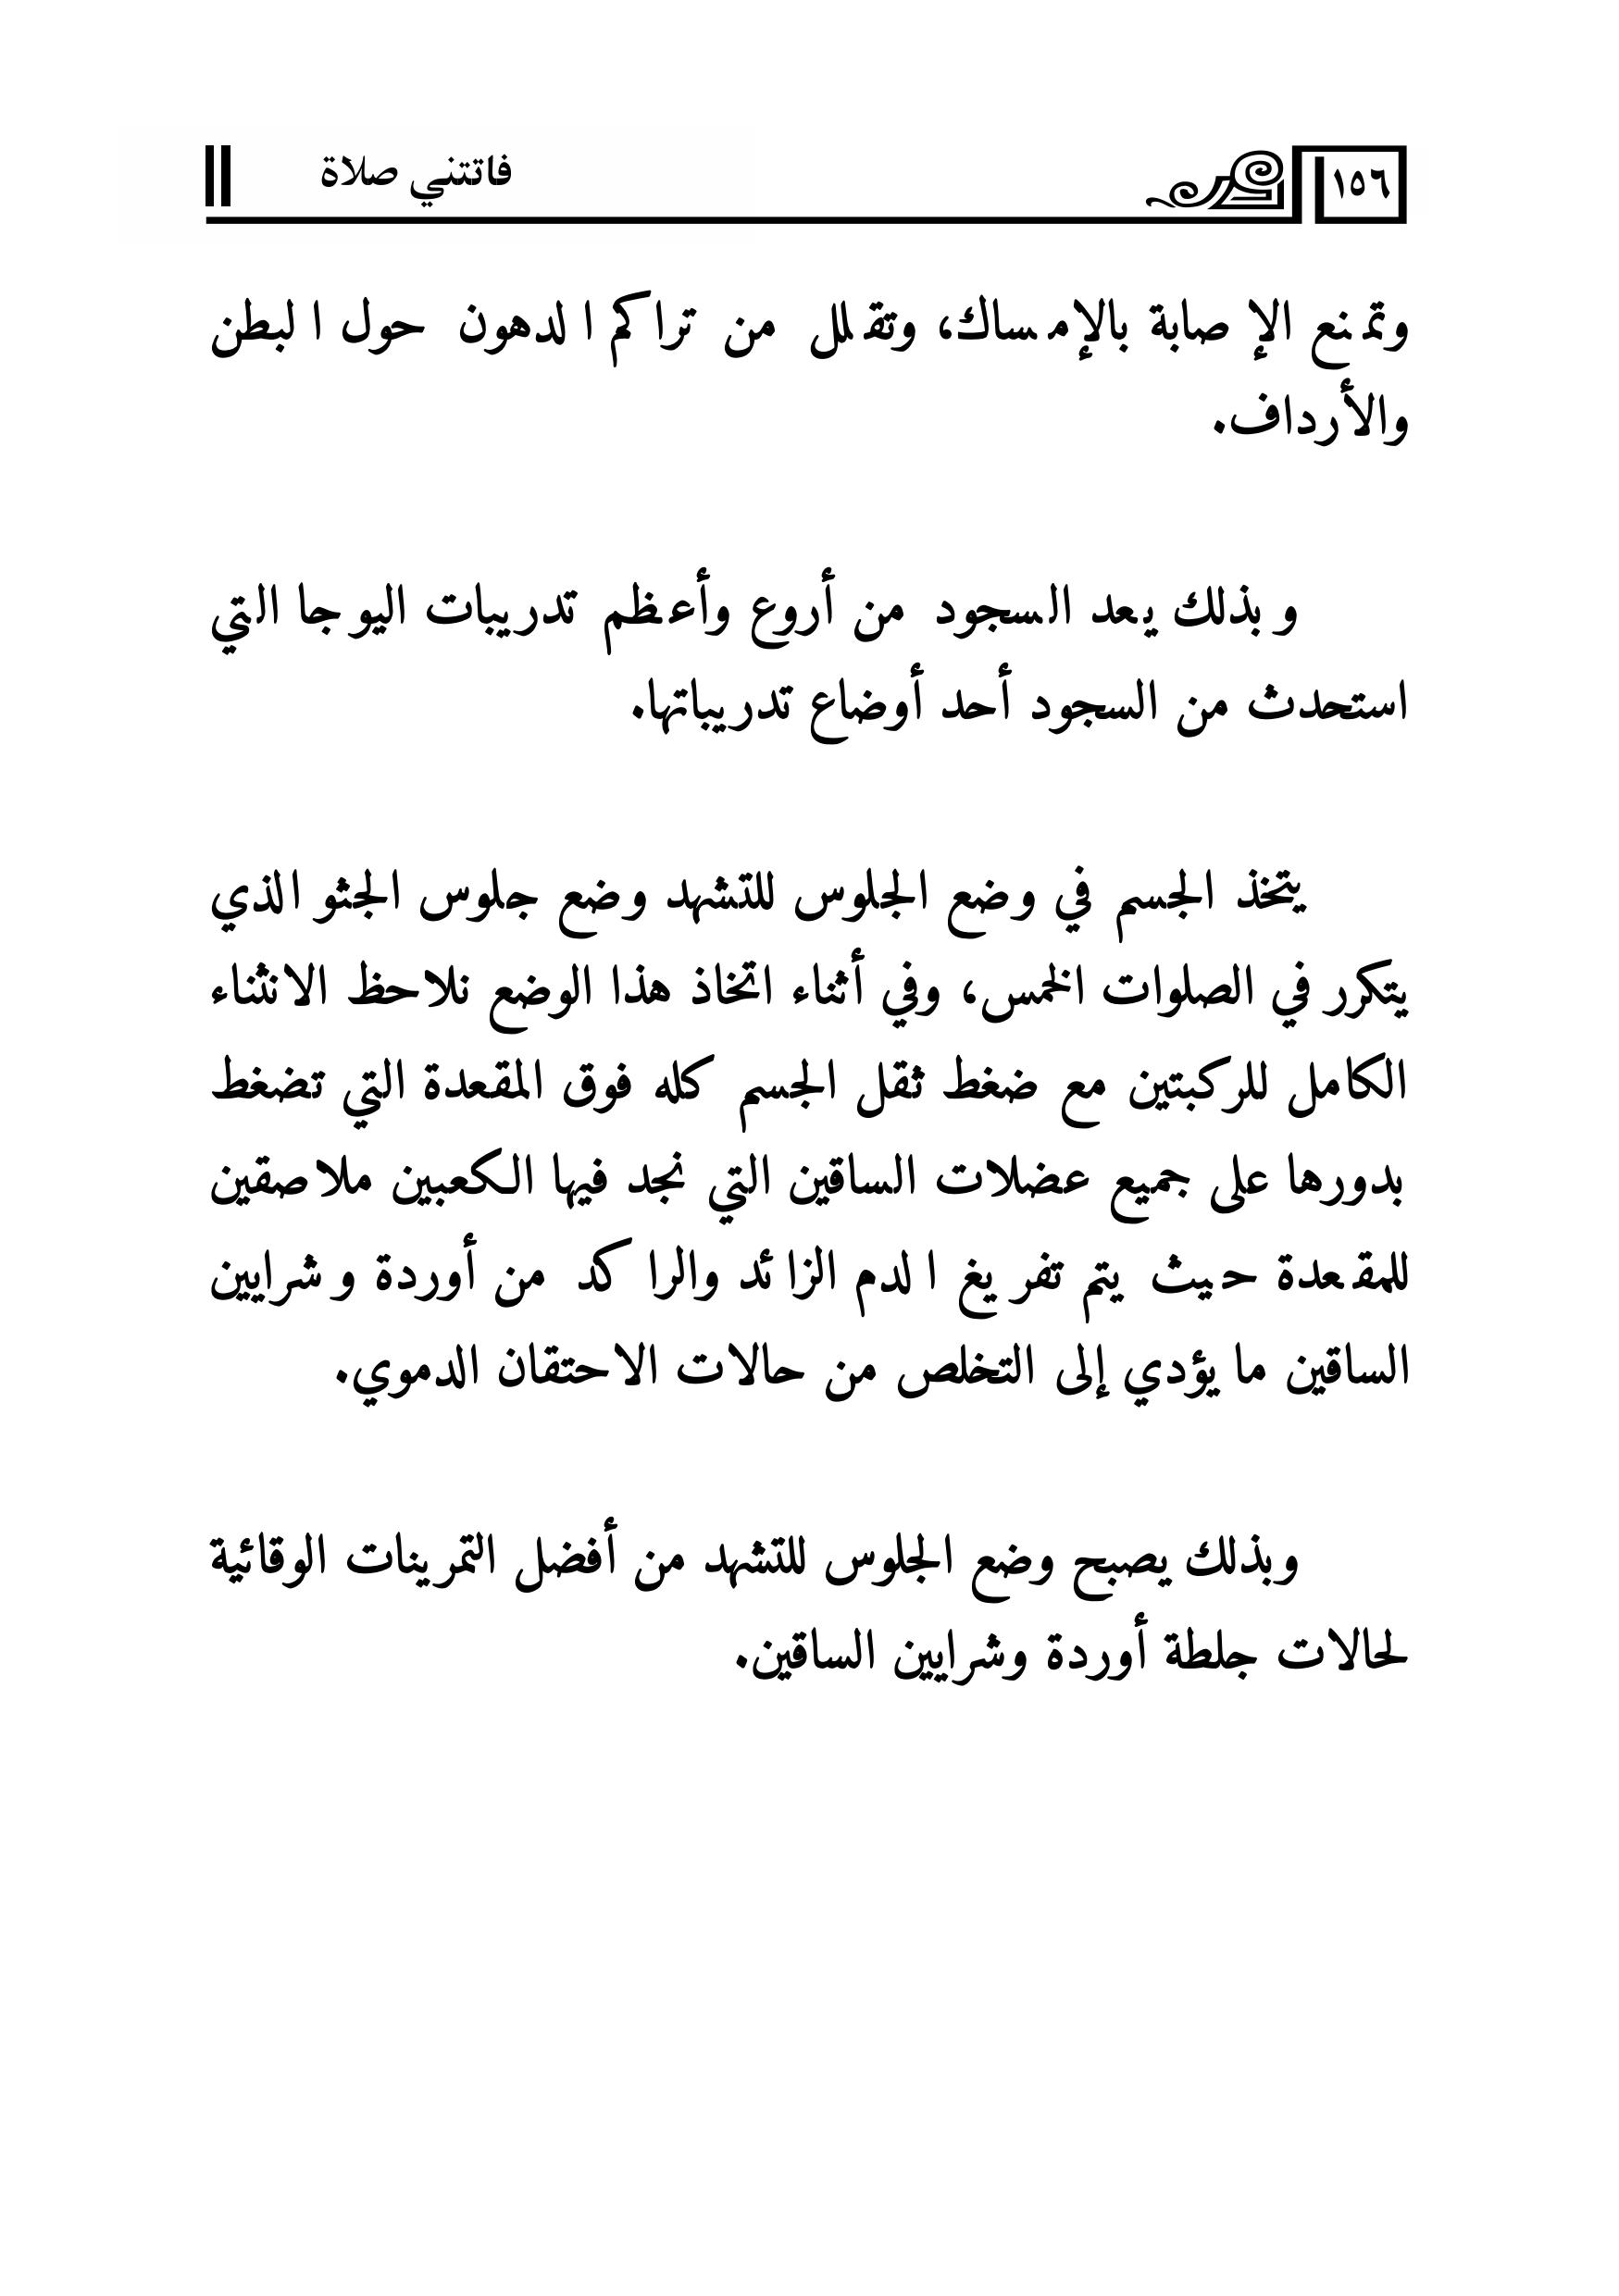 ١٥٦
فاتتني صلاة
وتمنع الإصابة بالإمساك، وتقلل من تراكم الدهون حول البطن
والأرداف.
وبذلك يعد السجود من أروع وأعظم تدريبات اليوجا التي
استحدث من السجود أحد أوضاع تدريباتها.
يتخذ الجسم في وضع الجلوس للتشهد وضع جلوس الجثو الذي
يتكرر في الصلوات الخمس، وفي أثناء اتخاذ هذا الوضع نلاحظ الانثناء
الكامل للركبتين مع ضغط ثقل الجسم كله فوق المقعدة التي تضغط
بدورها على جميع عضلات الساقين التي نجد فيها الكعبين ملاصقين
للمقعدة حيث يتم تفريغ الدم الزائد والراكد من أوردة وشرايين
الساقين ما يؤدي إلى التخلص من حالات الاحتقان الدموي.
وبذلك يصبح وضع الجلوس للتشهد من أفضل التمرينات الوقائية
لحالات جلطة أوردة وشرايين الساقين.